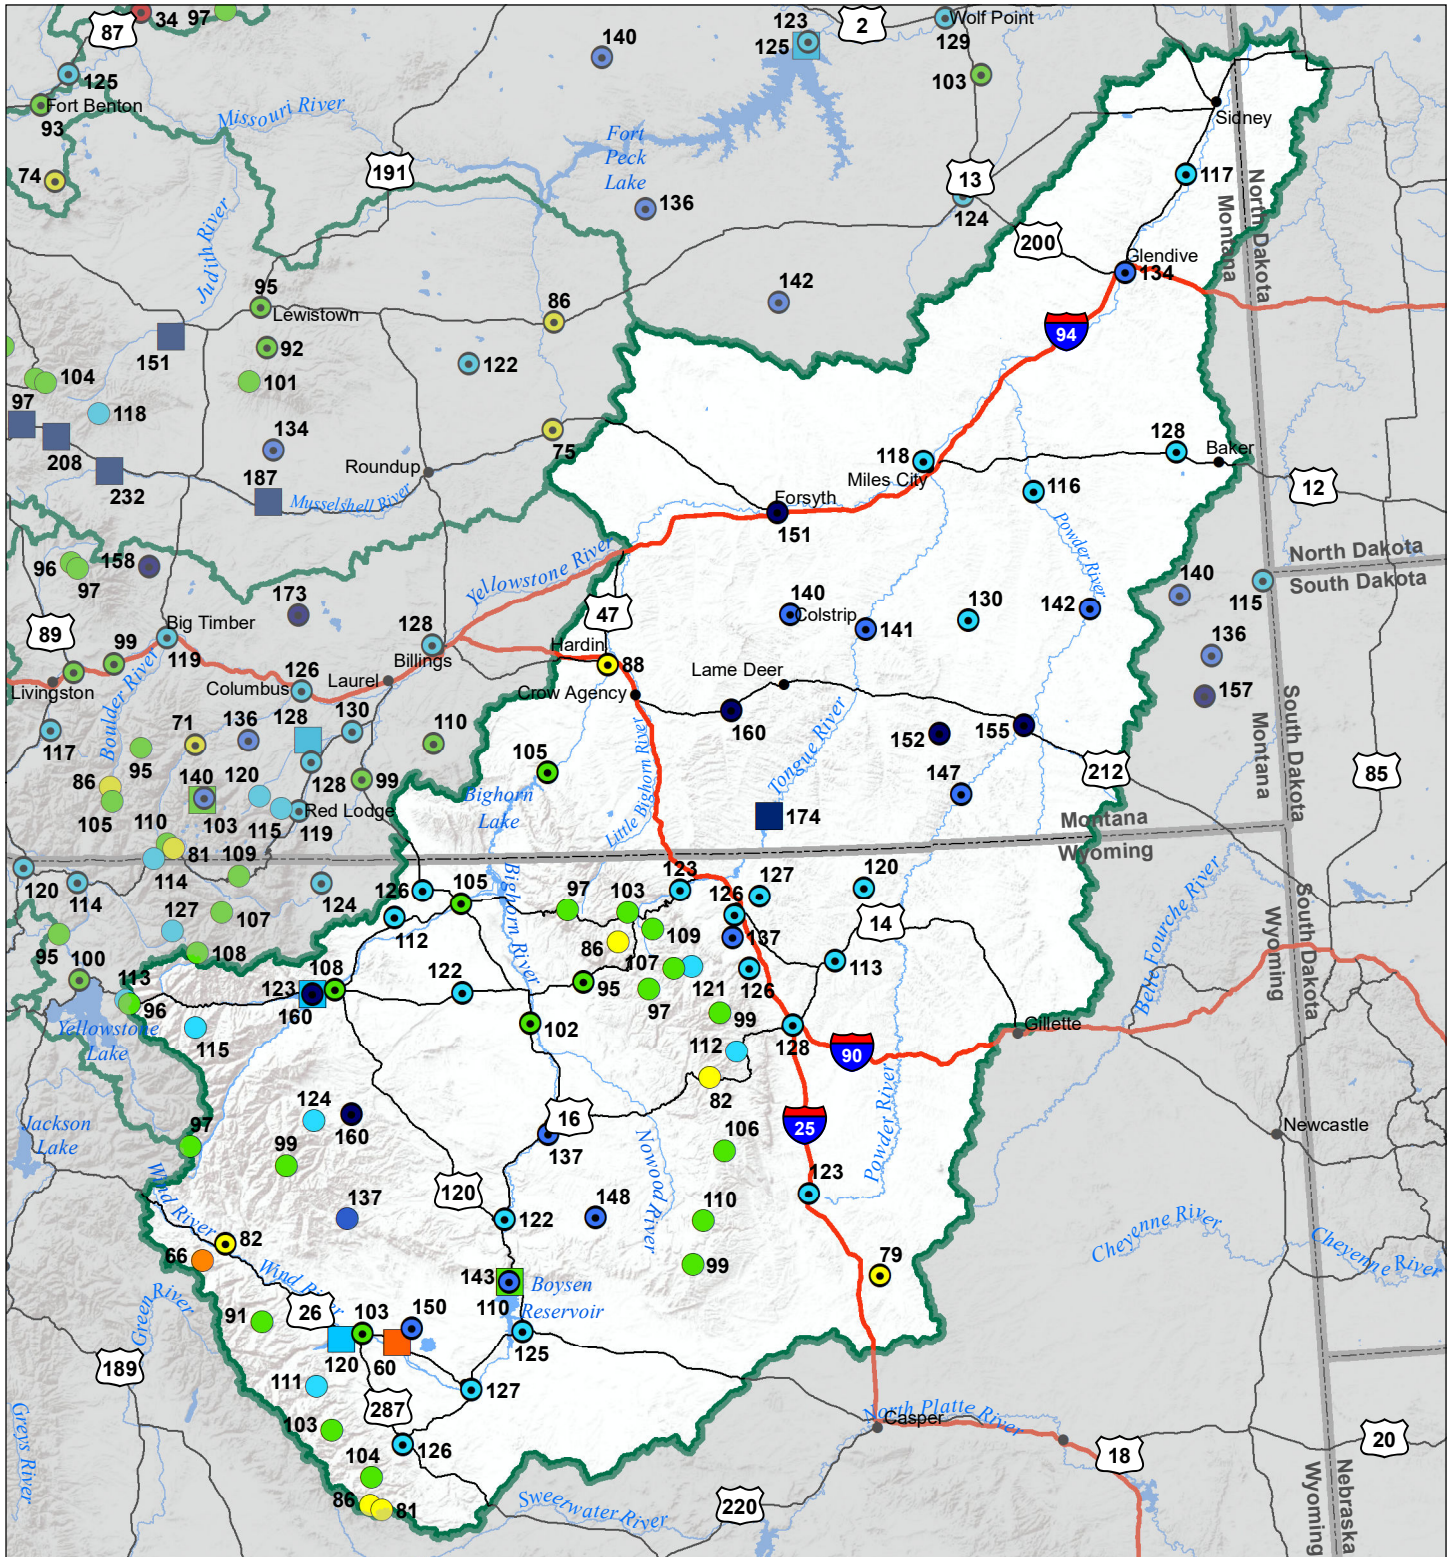 34
97
87
123
2
Wolf Point
140
125
129
125
103
Fort Benton
93
Missouri River
Sidney
Fort
Peck
Lake
191
74
13
117
North Dakota
Montana
136
124
Judith River
200
Glendive
134
142
95
86
Lewistown
94
151
92
122
104
101
97
118
134
75
128
208
118
Baker
Roundup
Miles City
232
187
116
12
Musselshell River
Forsyth
151
Powder River
North Dakota
South Dakota
96
158
97
Yellowstone River
140
173
140
115
89
Big Timber
47
Colstrip
130
142
99
128
141
119
Hardin
136
Billings
88
Livingston
126
Laurel
Lame Deer
Columbus
Crow Agency
157
Boulder River
130
160
South Dakota
Montana
117
71
136
128
110
152
155
95
105
Little Bighorn River
Tongue River
212
85
86
140
120
128
99
147
105
Bighorn
Lake
103
115
Red Lodge
119
174
110
81
109
Montana
Wyoming
114
120
123
120
114
126
105
97
103
126
127
124
Bighorn River
127
107
112
14
Belle Fourche River
South Dakota
Wyoming
95
108
86
109
137
100
113
108
122
107
113
123
160
95
121
126
96
97
Yellowstone
Lake
115
102
99
128
Gillette
112
90
124
82
Jackson
Lake
160
16
25
Newcastle
97
99
137
106
Powder River
Nowood River
Wind River
120
123
137
148
122
110
82
Cheyenne River
Cheyenne River
66
Wind River
99
79
143
Boysen
Reservoir
110
Green River
26
91
103
150
120
60
125
189
111
127
287
Greys River
103
North Platte River
Casper
126
18
20
104
86
81
Sweetwater River
220
Nebraska
Wyoming